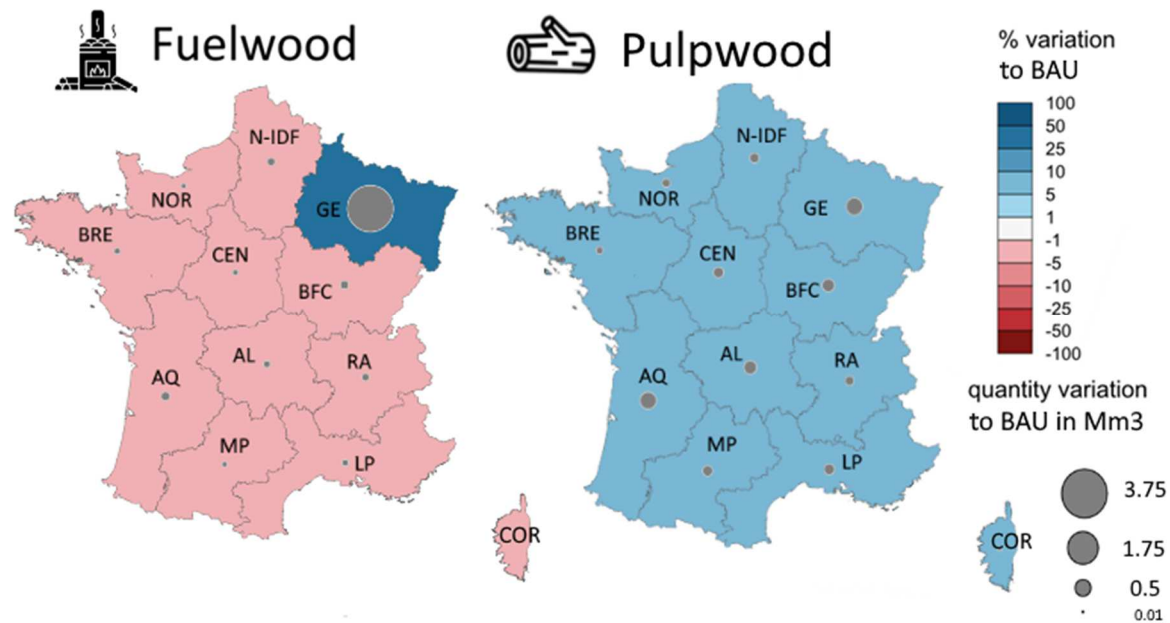 Fuelwood
Pulpwood
% variation
to BAU
100
50
25
10
5
1
-1
-5
-10
-25
-50
-100
N-IDF
NOR
GE
BRE
CEN
BFC
AL
RA
AQ
MP
LP
COR
N-IDF
NOR
GE
BRE
CEN
BFC
AL
RA
AQ
MP
LP
COR
quantity variation
to BAU in Mm3
3.75
1.75
0.5
0.01